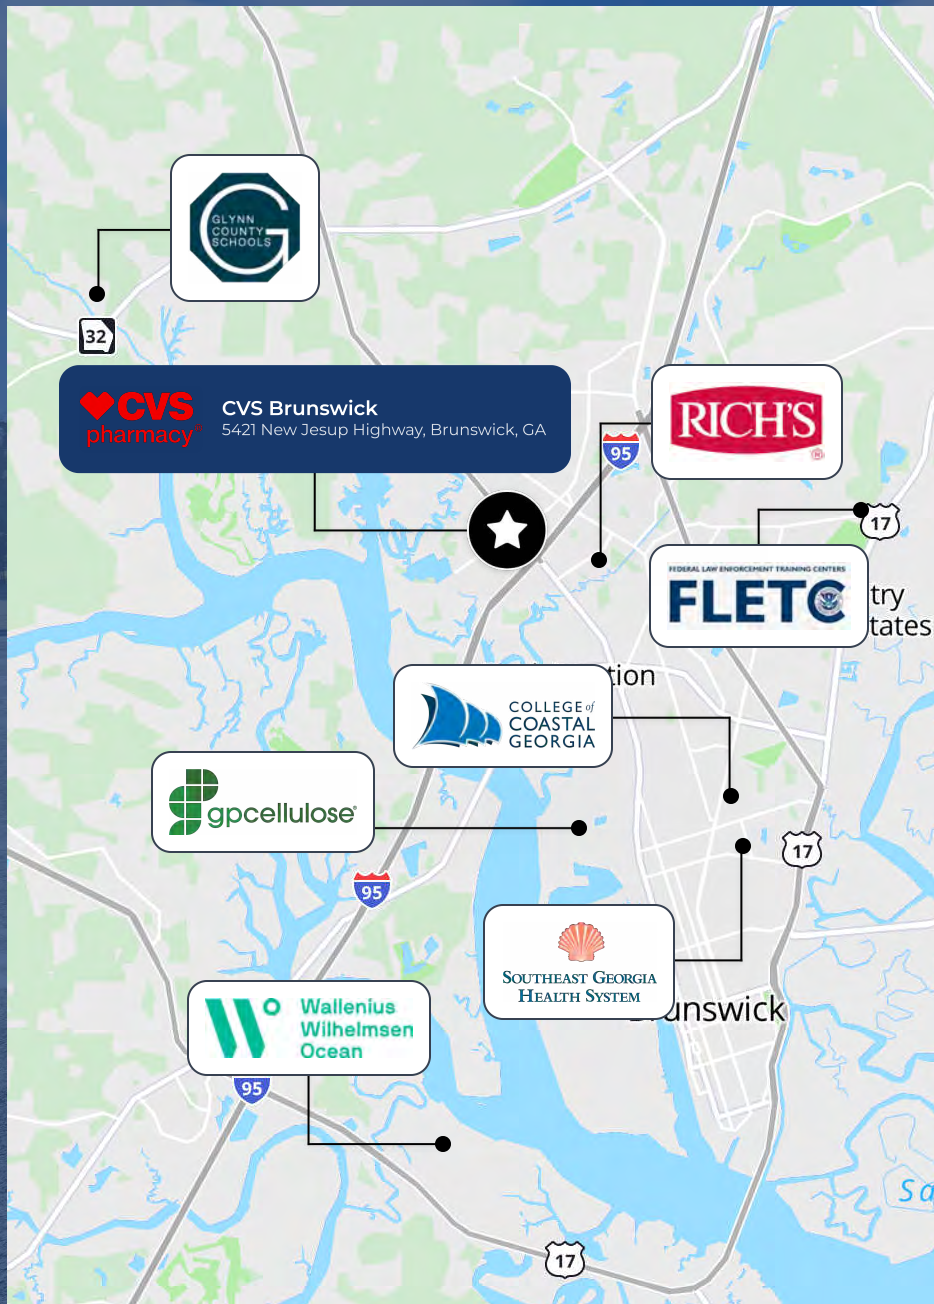 GLYNN
COUNTY
SCHOOLS
32
CVS
pharmacy
CVS Brunswick
5421 New Jesup Highway, Brunswick, GA
RICH'S
®
95
17
FEDERAL LAW ENFORCEMENT TRAINING CENTERS
FLETC
try
tates
tion
COLLEGE of
COASTAL
GEORGIA
gpcellulose®
17
95
SOUTHEAST GEORGIA
HEALTH SYSTEM
Brunswick
Wallenius
Wilhelmsen
Ocean
95
Sa
17